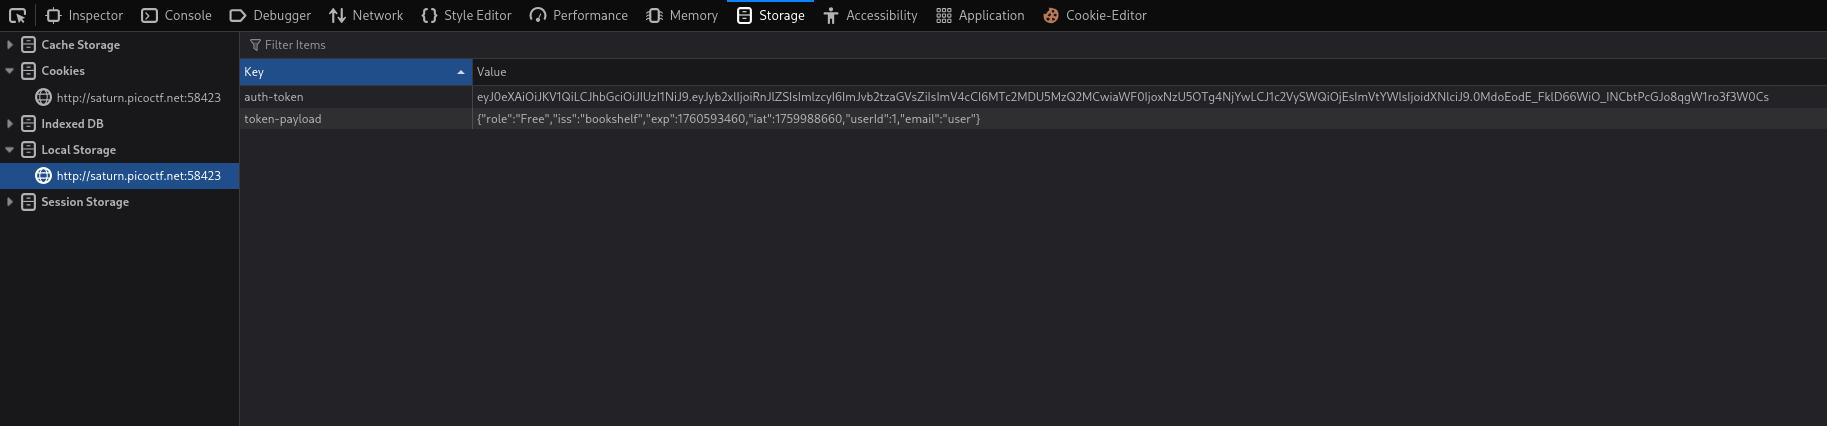 Inspector Console Debugger Network Style Editor Performance Memory Storage Accessibility Application Cookie-Editor
Cache Storage
Cookies
http://saturn.picoctf.net:58423
Indexed DB
Local Storage
http://saturn.picoctf.net:58423
Session Storage
Filter Items
Key Value
auth-token eyJ0eXAiOiJKV1QiLCJhbGciOiJIUzI1NiJ9.eyJyb2xlIjoiRnJlZSIsImlzcyI6ImJvb2tzaGVsZiIsImV4cCI6MTc2MDU5MzQ2MCwiaWF0IjoxNzU5OTg4NjYwLCJ1c2VySWQiOjEsImVtYWlsIjoidXNlciJ9.0MdoEodE_FklD66WiO_INCbtPcGJo8qgW1ro3f3W0Cs
token-payload {"role":"Free","iss":"bookshelf","exp":1760593460,"iat":1759988660,"userId":1,"email":"user"}